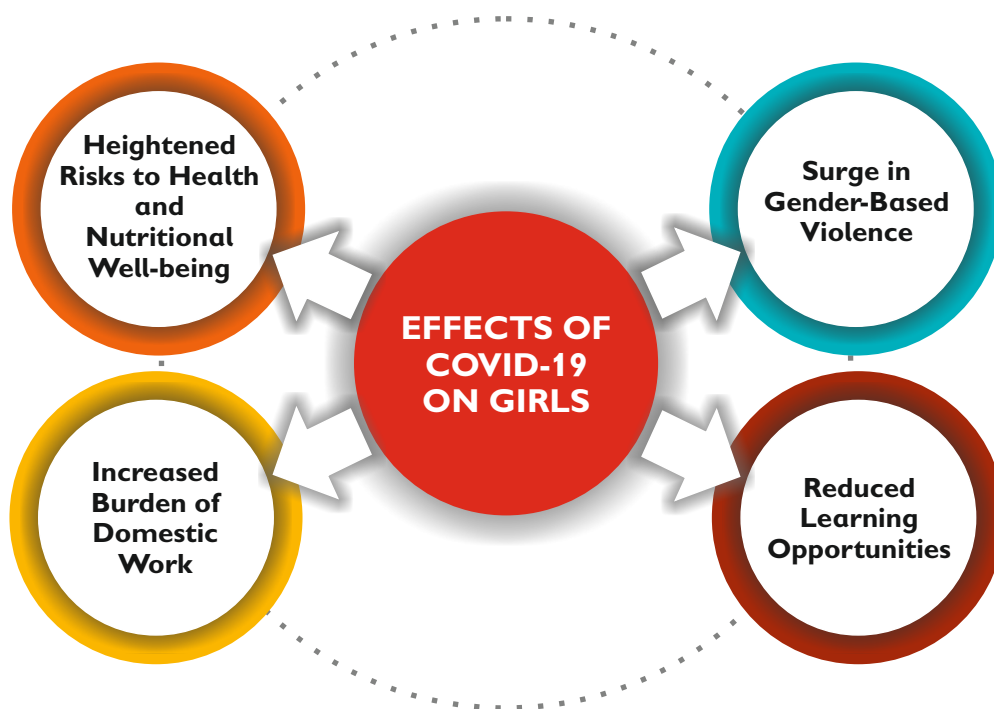 Heightened
Risks to Health
and
Nutritional
Well-being
Surge in
Gender-Based
Violence
EFFECTS OF
COVID-19
ON GIRLS
Increased
Burden of
Domestic
Work
Reduced
Learning
Opportunities